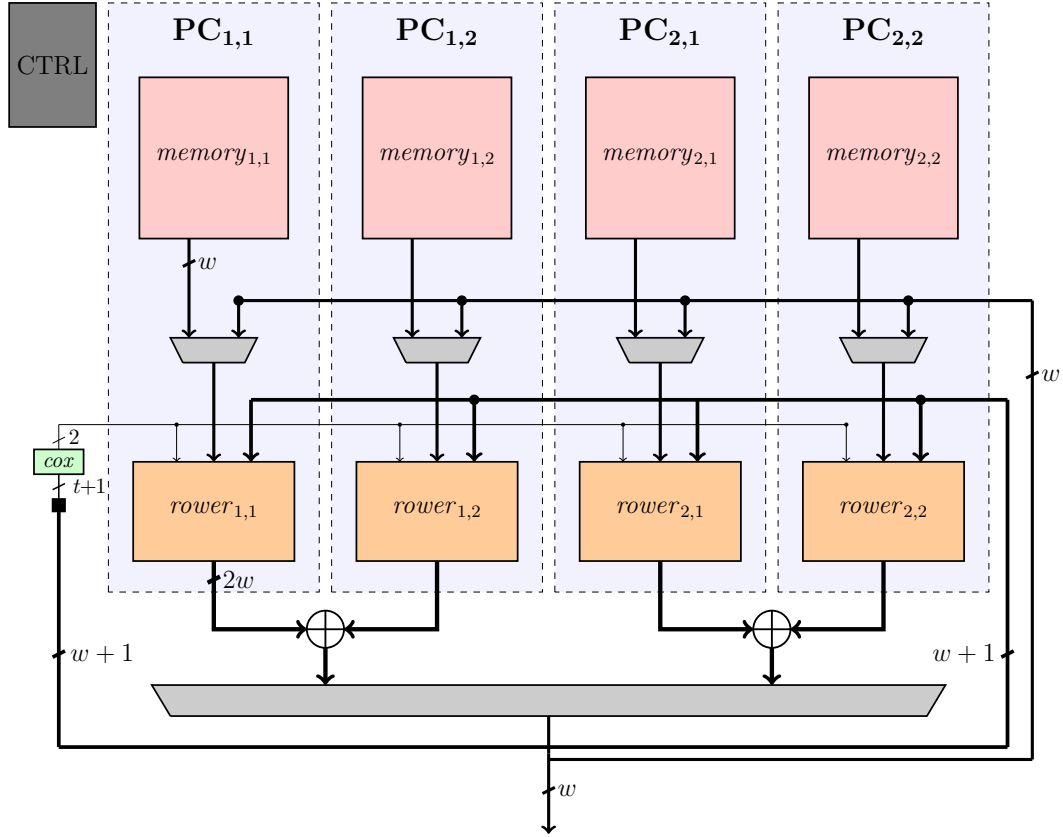 PC1,1 PC1,2 PC2,1 PC2,2
CTRL
memory1,1 memory1,2 memory2,1 memory2,2
w
w
2
cox
t+1
rower1,1 rower1,2 rower2,1 rower2,2
2w
w + 1 w + 1
w